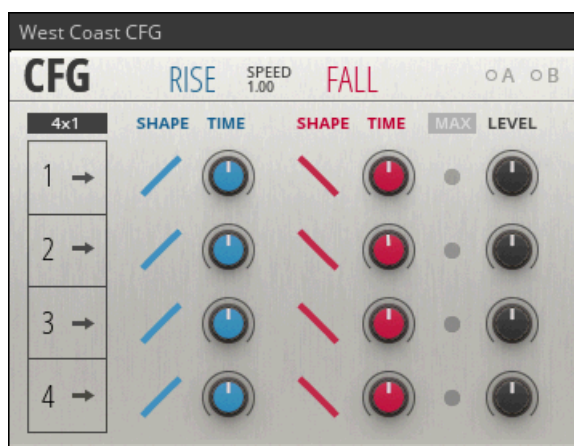 West Coast CFG
CFG RISE SPEED 1.00 FALL A B
4x1 SHAPE TIME SHAPE TIME MAX LEVEL
1
2
3
4